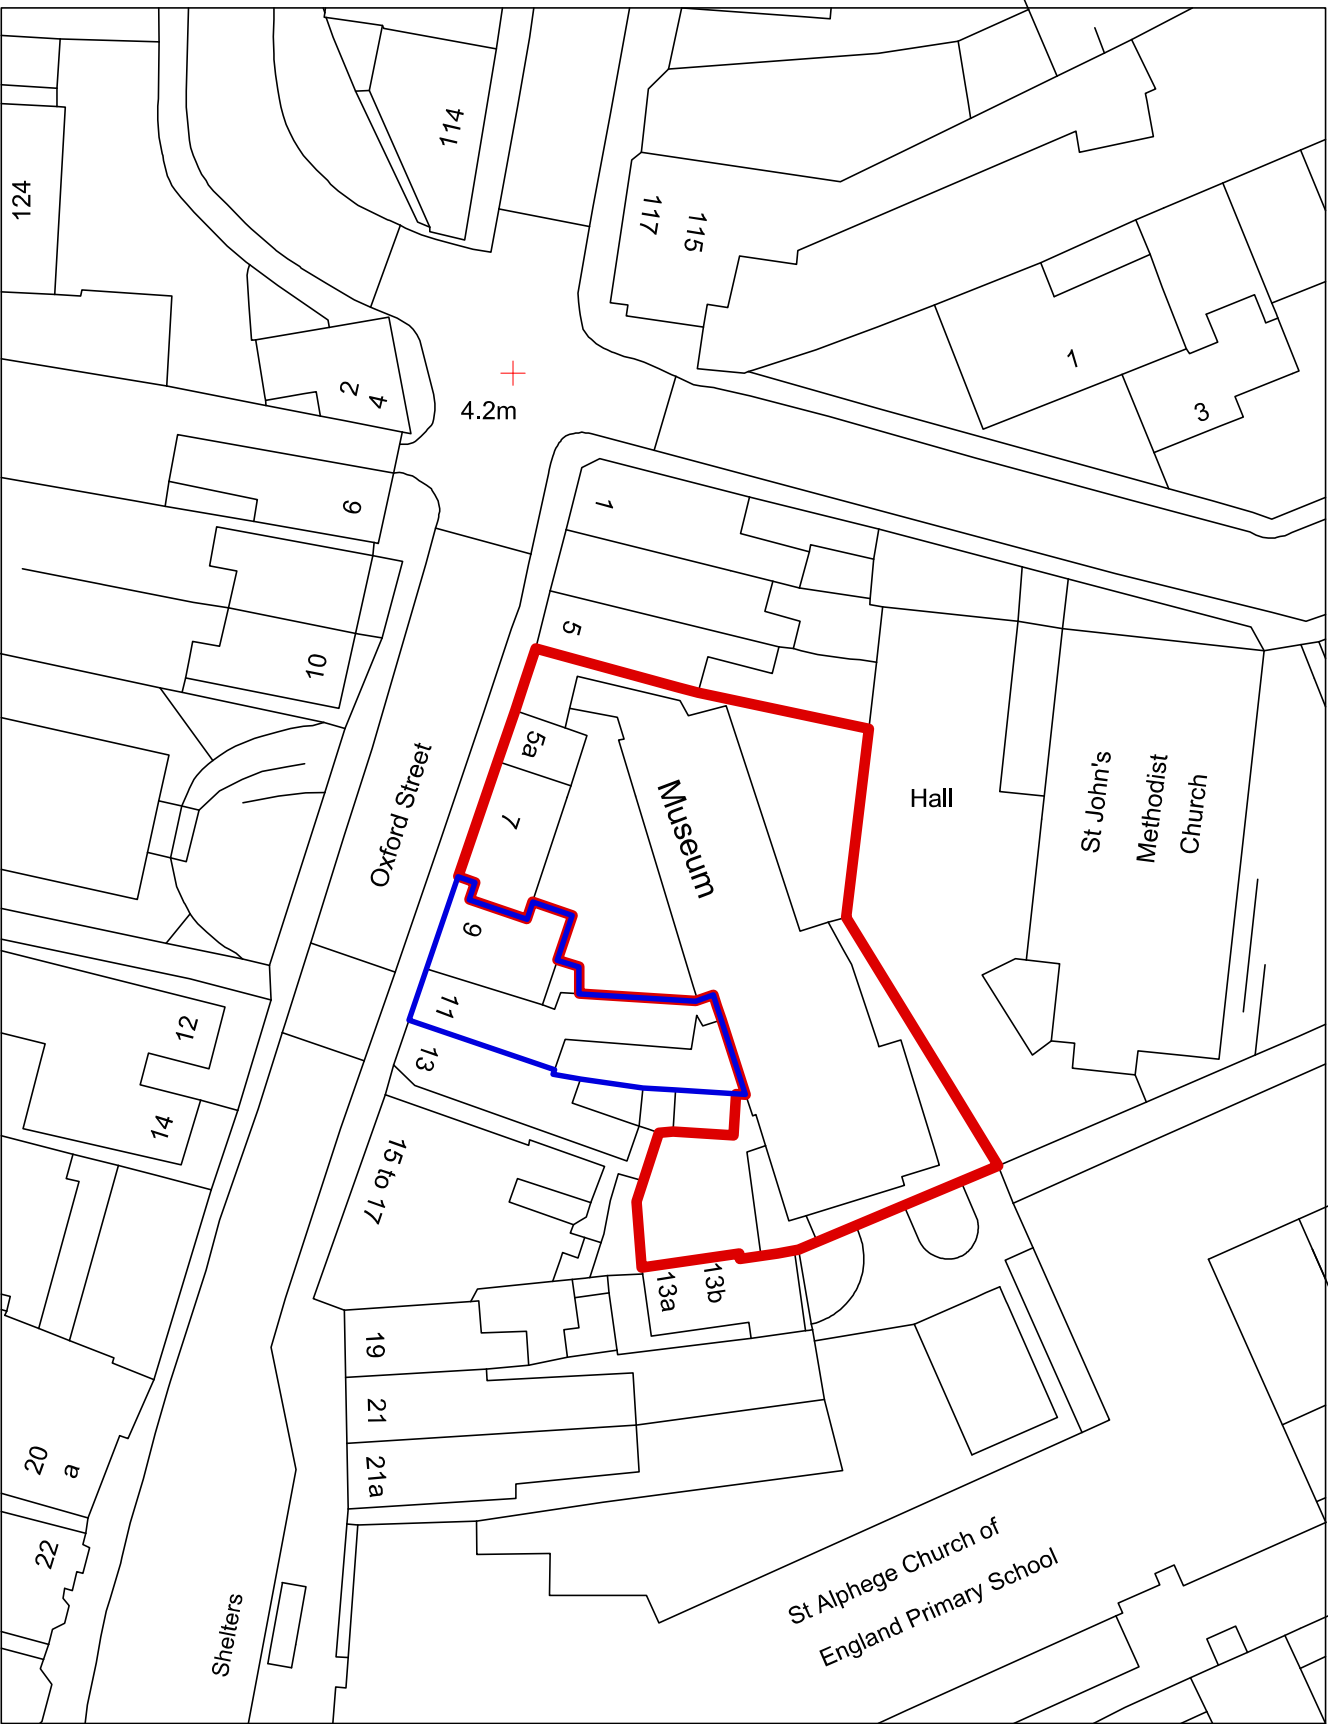 114
124
117
115
2
4
4.2m
1
3
6
1
5
10
5a
7
Oxford Street
Museum
Hall
St John's
Methodist
Church
9
11
13
12
14
15 to 17
13a
13b
19
21
21a
20
a
22
Shelters
St Alphege Church of
England Primary School